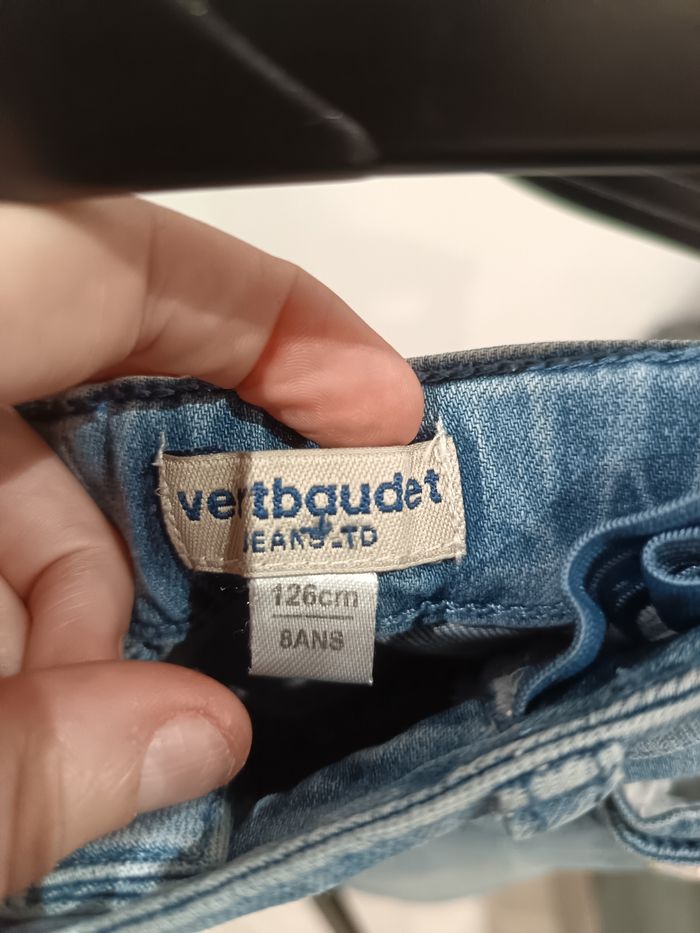 vertbaudet
JEANS LTD
126cm
8ANS